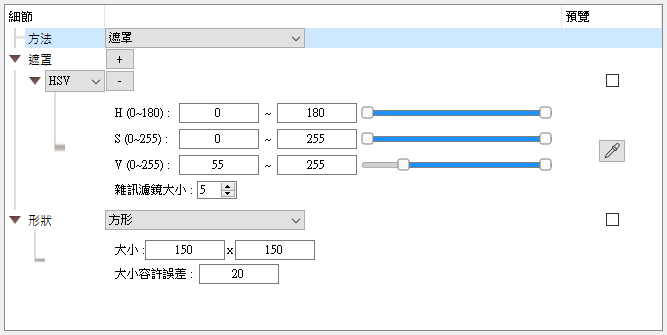 細節 預覽
方法 遮罩
遮罩 +
HSV -
H (0~180) : 0 ~ 180
S (0~255) : 0 ~ 255
V (0~255) : 55 ~ 255
雜訊濾鏡大小 : 5
形狀 方形
大小 : 150 x 150
大小容許誤差 : 20